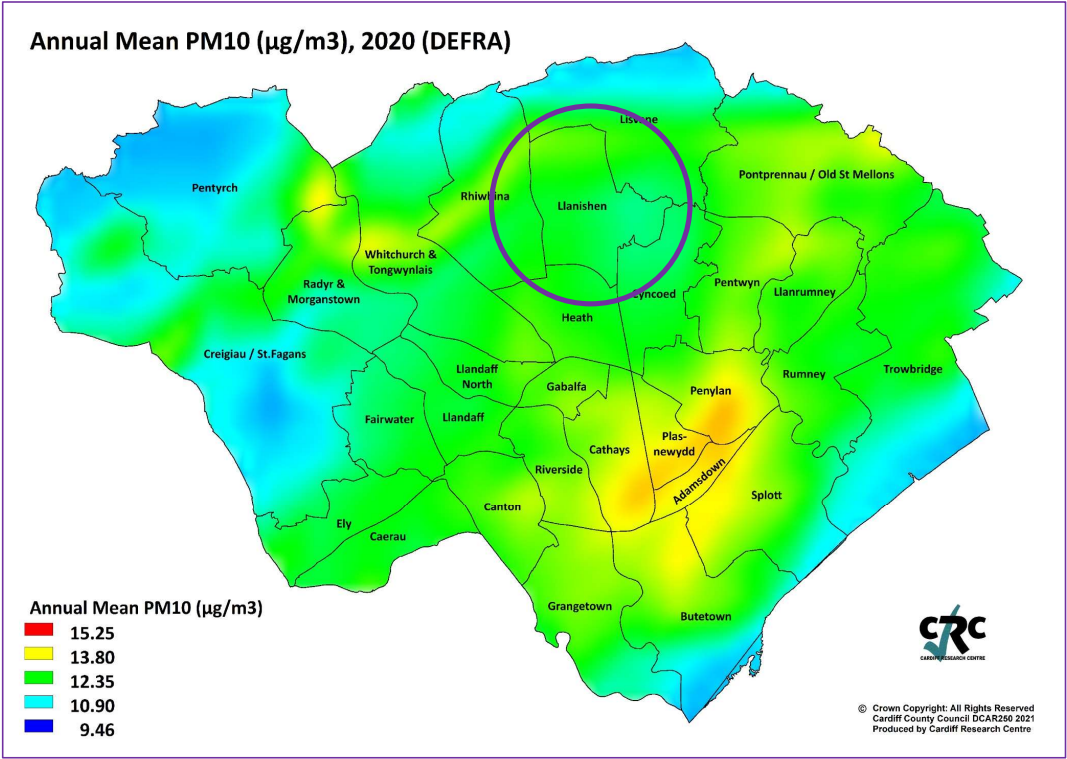 Annual Mean PM10 (µg/m3), 2020 (DEFRA)
Lisvane
Pentyrch
Rhiwbina
Llanishen
Pontprennau / Old St Mellons
Whitchurch &
Tongwynlais
Radyr &
Morganstown
Cyncoed
Pentwyn
Llanrumney
Heath
Creigiau / St.Fagans
Llandaff
North
Gabalfa
Penylan
Rumney
Trowbridge
Fairwater
Llandaff
Cathays
Plas-
newydd
Riverside
Adamsdown
Splott
Canton
Ely
Caerau
Grangetown
Butetown
Annual Mean PM10 (µg/m3)
15.25
13.80
12.35
10.90
9.46
CRC
CARDIFF RESEARCH CENTRE
© Crown Copyright: All Rights Reserved
Cardiff County Council DCAR250 2021
Produced by Cardiff Research Centre